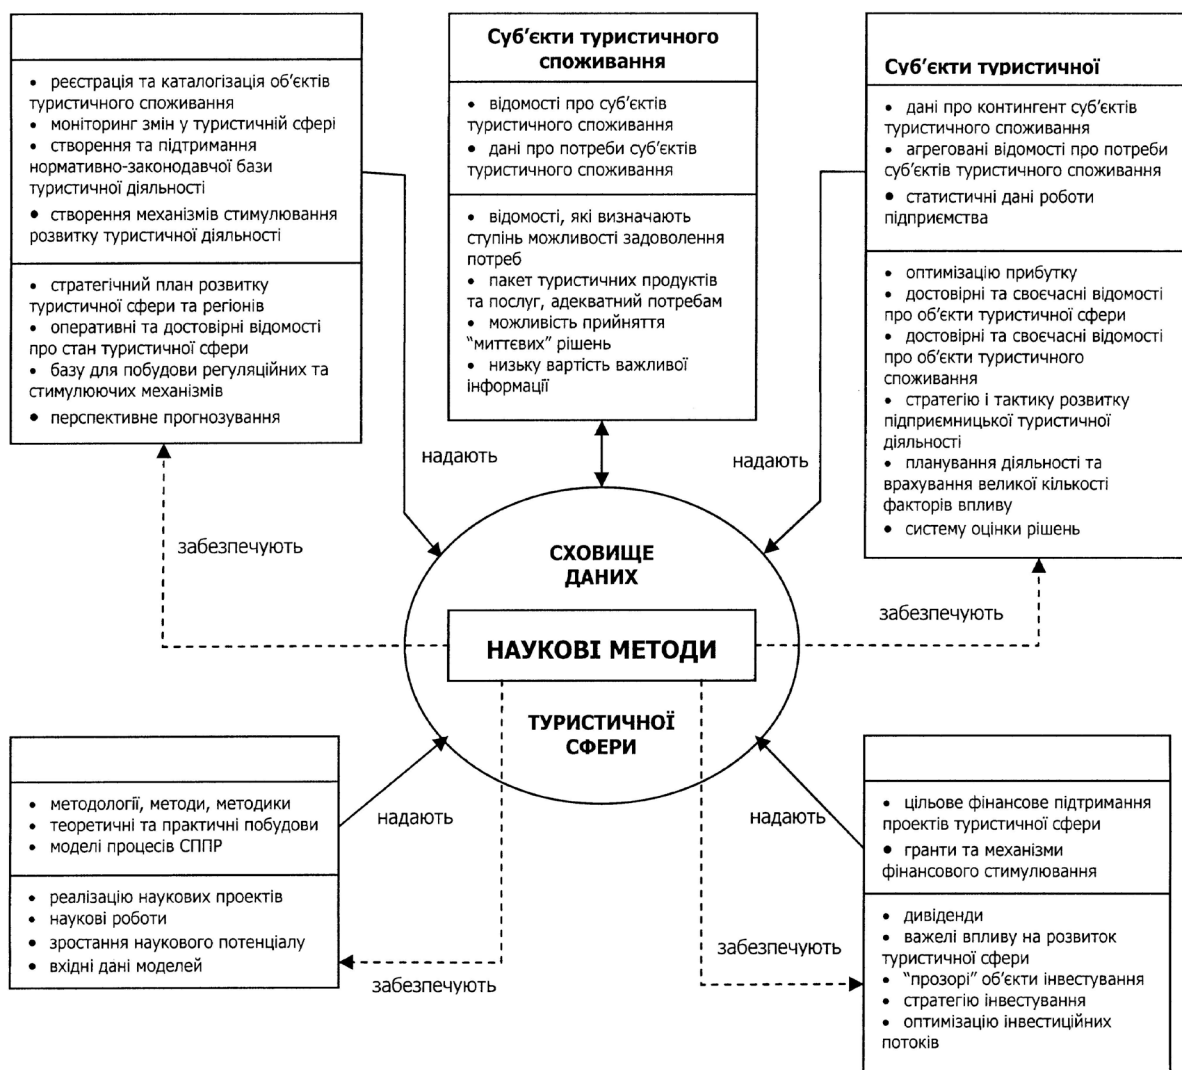 • реєстрація та каталогізація об’єктів
туристичного споживання
• моніторинг змін у туристичній сфері
• створення та підтримання
нормативно-законодавчої бази
туристичної діяльності
• створення механізмів стимулювання
розвитку туристичної діяльності
• стратегічний план розвитку
туристичної сфери та регіонів
• оперативні та достовірні відомості
про стан туристичної сфери
• базу для побудови регуляційних та
стимулюючих механізмів
• перспективне прогнозування
Суб’єкти туристичного
споживання
• відомості про суб’єктів
туристичного споживання
• дані про потреби суб’єктів
туристичного споживання
• відомості, які визначають
ступінь можливості задоволення
потреб
• пакет туристичних продуктів
та послуг, адекватний потребам
• можливість прийняття
“миттєвих” рішень
• низьку вартість важливої
інформації
Суб’єкти туристичної
• дані про контингент суб’єктів
туристичного споживання
• агреговані відомості про потреби
суб’єктів туристичного споживання
• статистичні дані роботи
підприємства
• оптимізацію прибутку
• достовірні та своєчасні відомості
про об’єкти туристичної сфери
• достовірні та своєчасні відомості
про об’єкти туристичного
споживання
• стратегію і тактику розвитку
підприємницької туристичної
діяльності
• планування діяльності та
врахування великої кількості
факторів впливу
• систему оцінки рішень
надають
надають
забезпечують
забезпечують
СХОВИЩЕ
ДАНИХ
НАУКОВІ МЕТОДИ
ТУРИСТИЧНОЇ
СФЕРИ
• методології, методи, методики
• теоретичні та практичні побудови
• моделі процесів СППР
• реалізацію наукових проектів
• наукові роботи
• зростання наукового потенціалу
• вхідні дані моделей
надають
забезпечують
надають
забезпечують
• цільове фінансове підтримання
проектів туристичної сфери
• гранти та механізми
фінансового стимулювання
• дивіденди
• важелі впливу на розвиток
туристичної сфери
• “прозорі” об’єкти інвестування
• стратегію інвестування
• оптимізацію інвестиційних
потоків